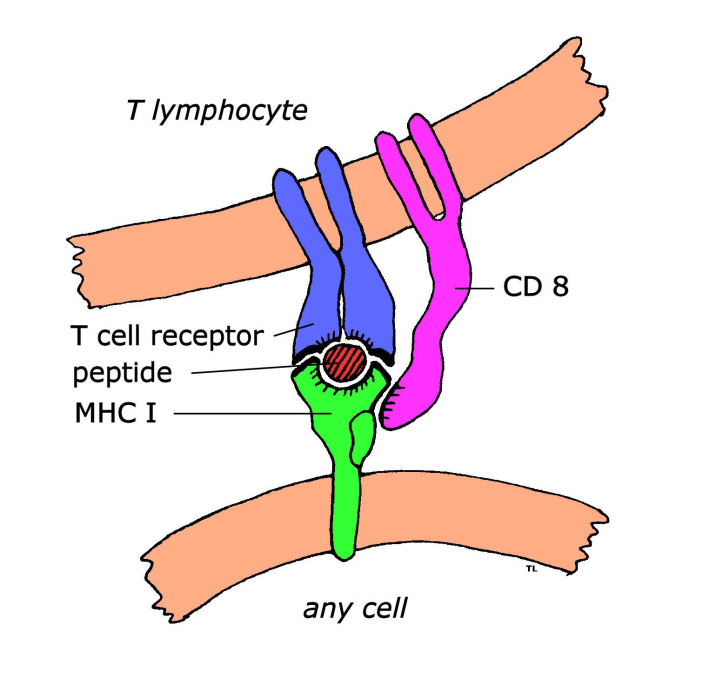 T lymphocyte
CD 8
T cell receptor
peptide
MHC I
TL
any cell